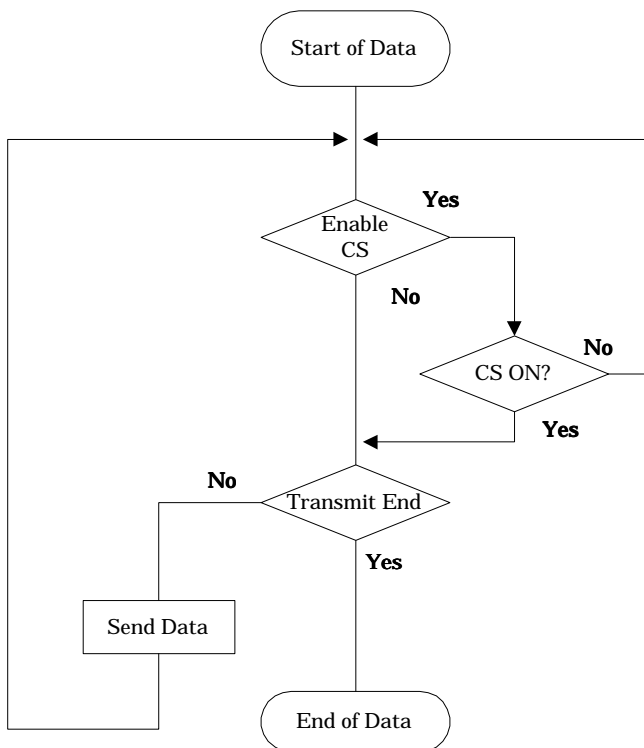 Start of Data
Yes
Enable
CS
No
CS ON?
No
Yes
No
Transmit End
Yes
Send Data
End of Data